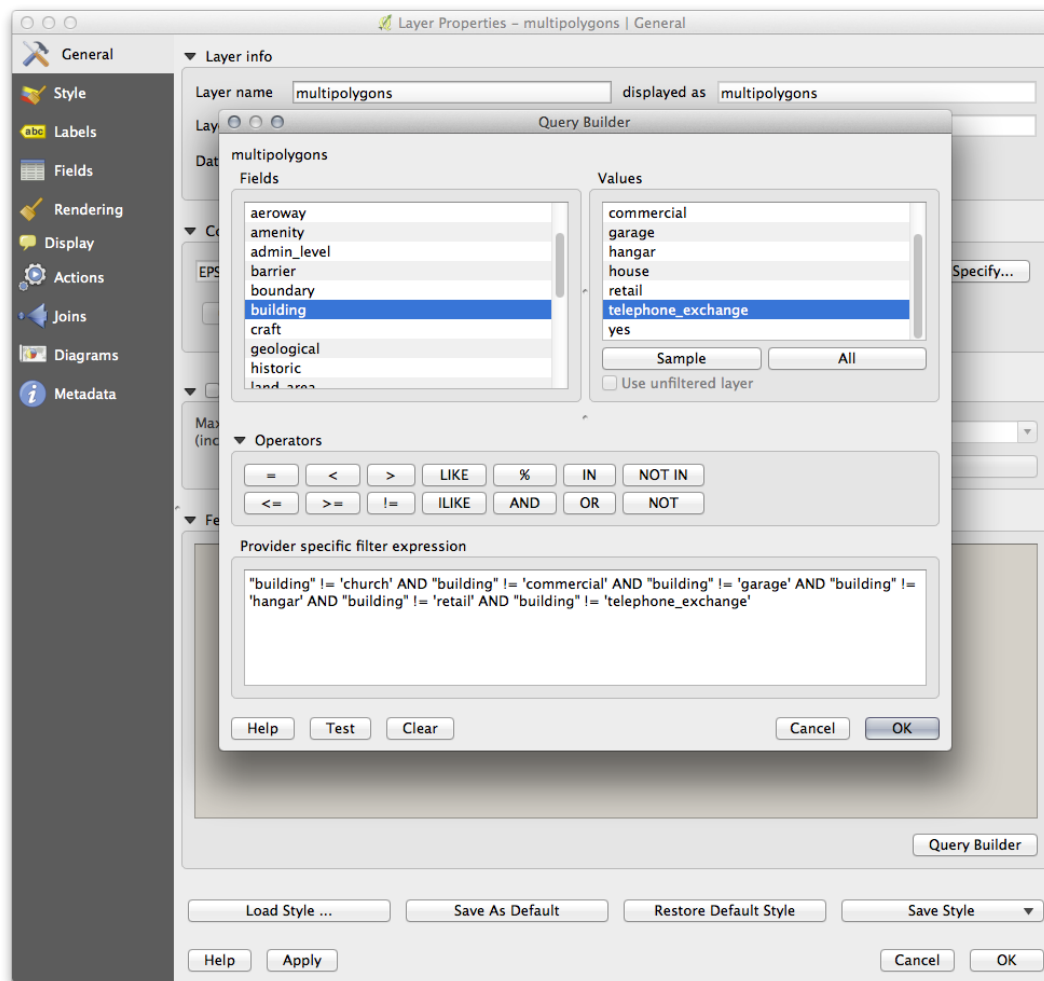 Layer Properties – multipolygons | General
General
Style
abc Labels
Fields
Rendering
Display
Actions
Joins
Diagrams
i Metadata
Layer info
Layer name multipolygons displayed as multipolygons
Query Builder
multipolygons
Fields Values
aeroway
amenity
admin_level
barrier
boundary
building
craft
geological
historic
land_area
commercial
garage
hangar
house
retail
telephone_exchange
yes
Sample All
Use unfiltered layer
Specify...
Operators
= < > LIKE % IN NOT IN
<= >= != ILIKE AND OR NOT
Provider specific filter expression
"building" != 'church' AND "building" != 'commercial' AND "building" != 'garage' AND "building" !=
'hangar' AND "building" != 'retail' AND "building" != 'telephone_exchange'
Help Test Clear Cancel OK
Query Builder
Load Style ... Save As Default Restore Default Style Save Style
Help Apply Cancel OK